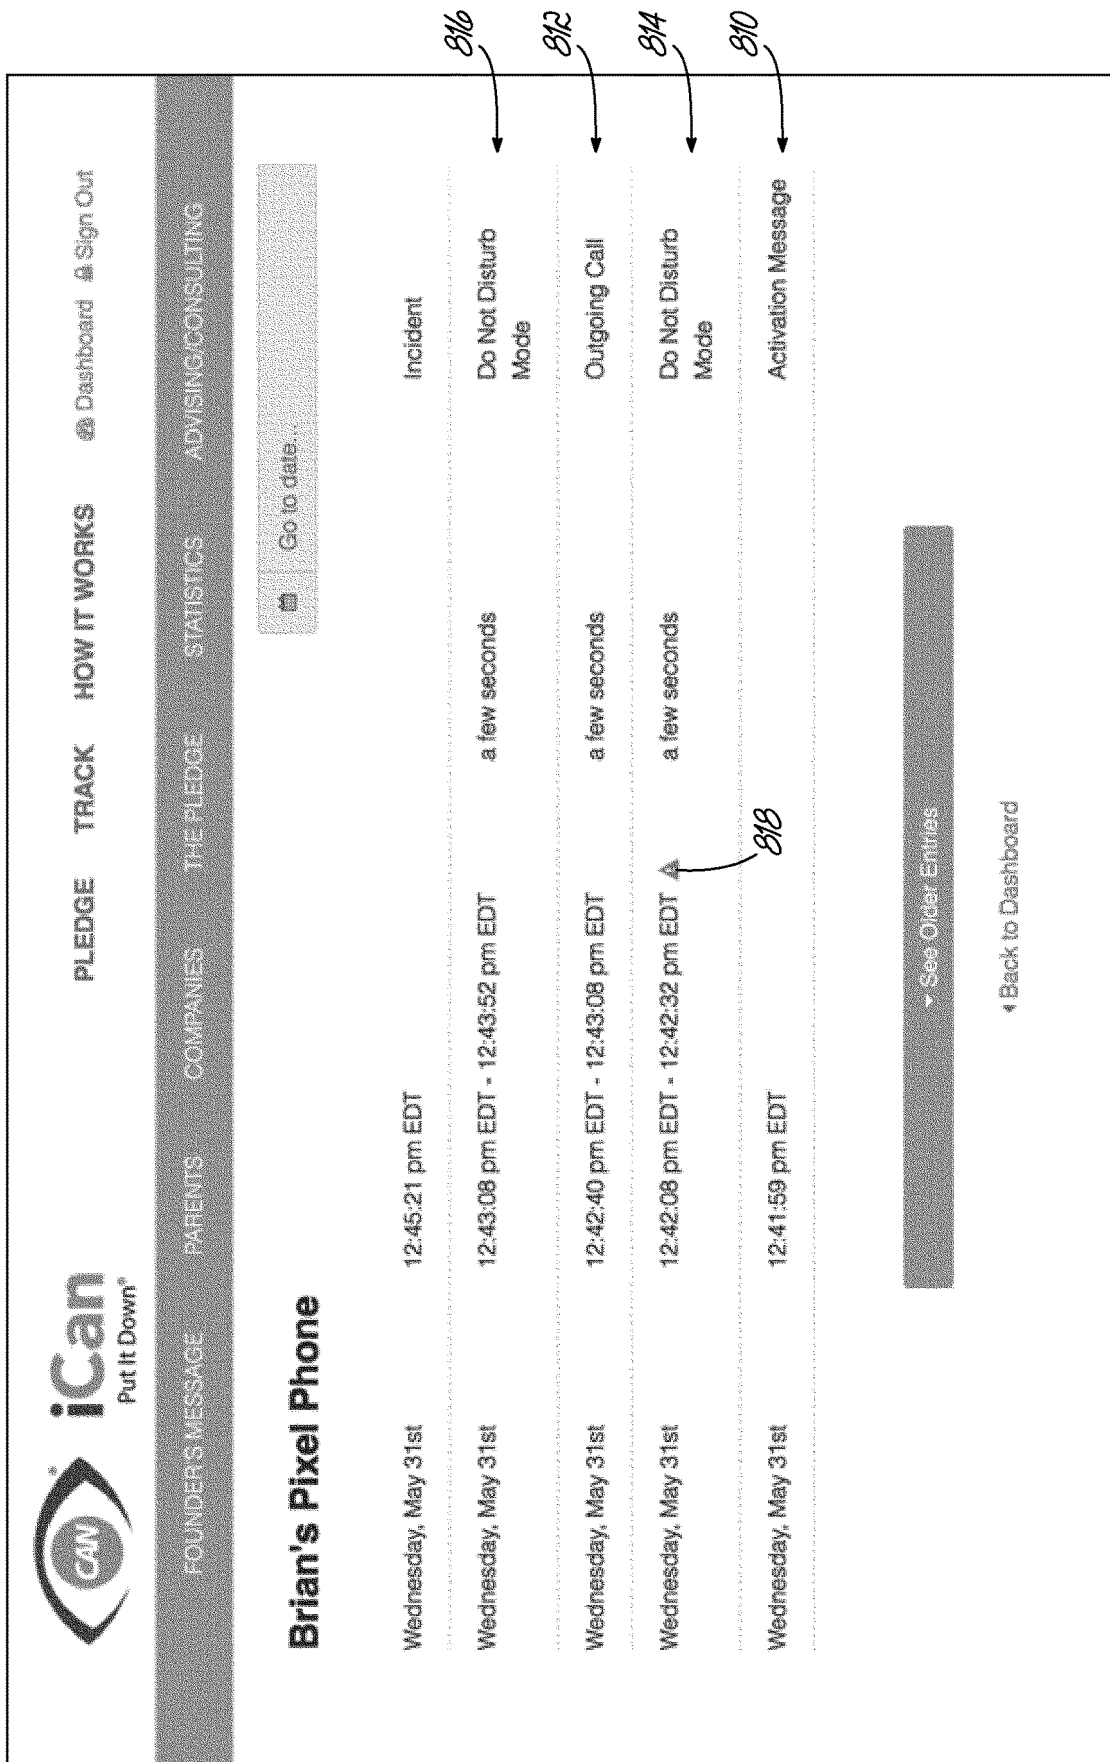 CAN
iCan
Put It Down®
PLEDGE TRACK HOW IT WORKS Dashboard Sign Out
FOUNDER'S MESSAGE PARENTS COMPANIES THE PLEDGE STATISTICS ADVISING/CONSULTING
Brian's Pixel Phone
Go to date...
Wednesday, May 31st 12:45:21 pm EDT Incident
Wednesday, May 31st 12:43:08 pm EDT - 12:43:52 pm EDT a few seconds Do Not Disturb
Mode
816
Wednesday, May 31st 12:42:40 pm EDT - 12:43:08 pm EDT a few seconds Outgoing Call
812
Wednesday, May 31st 12:42:08 pm EDT - 12:42:32 pm EDT a few seconds Do Not Disturb
Mode
814
818
Wednesday, May 31st 12:41:59 pm EDT Activation Message
810
See Older Entries
Back to Dashboard